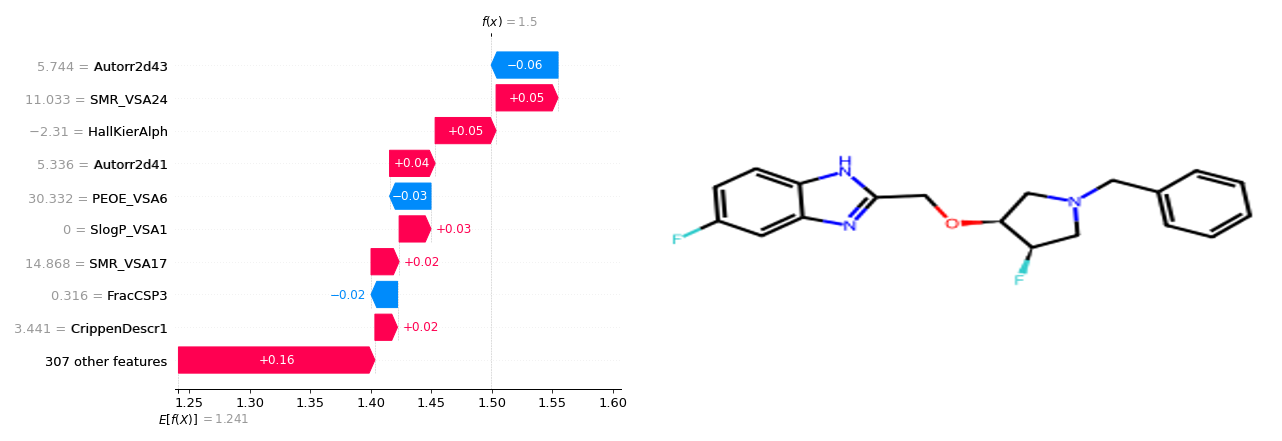 f(x) = 1.5
5.744 = Autorr2d43
−0.06
11.033 = SMR_VSA24
+0.05
−2.31 = HallKierAlph
+0.05
5.336 = Autorr2d41
+0.04
30.332 = PEOE_VSA6
−0.03
0 = SlogP_VSA1
+0.03
14.868 = SMR_VSA17
+0.02
0.316 = FracCSP3
−0.02
3.441 = CrippenDescr1
+0.02
307 other features
+0.16
1.25 1.30 1.35 1.40 1.45 1.50 1.55 1.60
E[f(X)] = 1.241
H
N
N
F
O
F
N